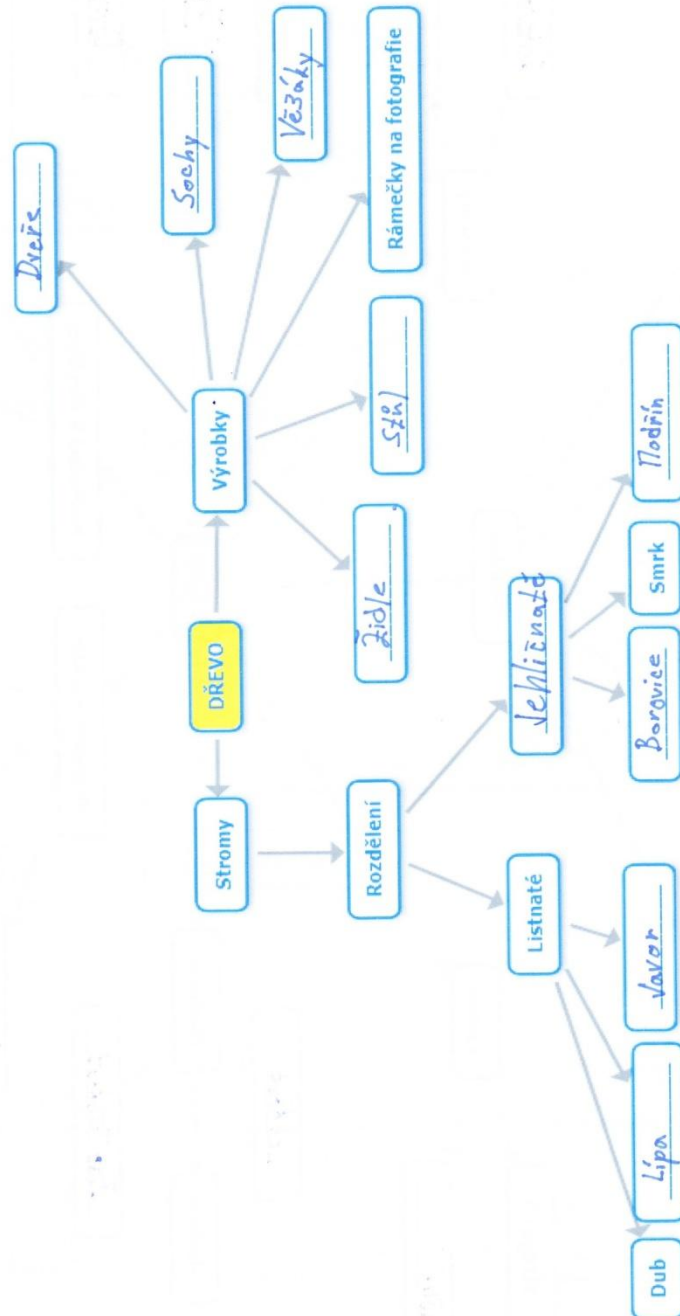 Dveřs
Sochy
Věšáky
Rámečky na fotografie
Stůl
Židle
Výrobky
DŘEVO
Stromy
Rozdělení
Jehličnaté
Modřín
Smrk
Borovice
Listnaté
Javor
Lípa
Dub